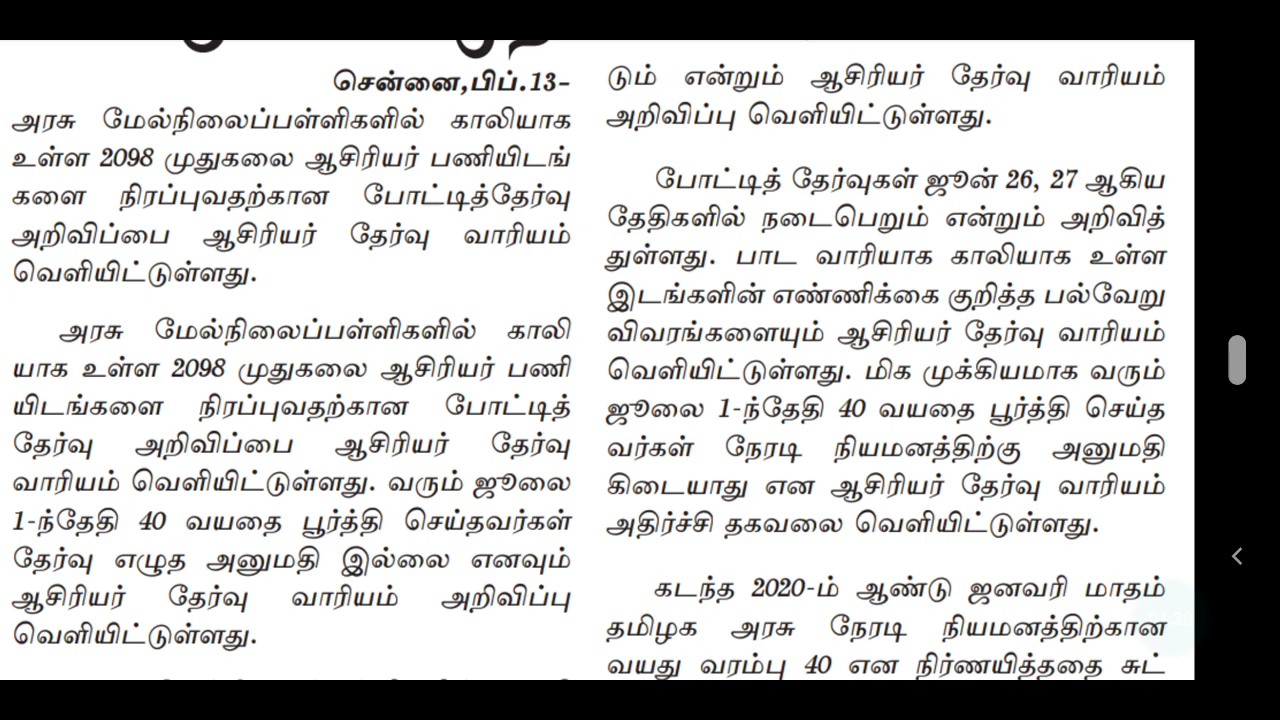 சென்னை,பிப்.13-
அரசு மேல்நிலைப்பள்ளிகளில் காலியாக
உள்ள 2098 முதுகலை ஆசிரியர் பணியிடங்
களை நிரப்புவதற்கான போட்டித்தேர்வு
அறிவிப்பை ஆசிரியர் தேர்வு வாரியம்
வெளியிட்டுள்ளது.
அரசு மேல்நிலைப்பள்ளிகளில் காலி
யாக உள்ள 2098 முதுகலை ஆசிரியர் பணி
யிடங்களை நிரப்புவதற்கான போட்டித்
தேர்வு அறிவிப்பை ஆசிரியர் தேர்வு
வாரியம் வெளியிட்டுள்ளது. வரும் ஜூலை
1-ந்தேதி 40 வயதை பூர்த்தி செய்தவர்கள்
தேர்வு எழுத அனுமதி இல்லை எனவும்
ஆசிரியர் தேர்வு வாரியம் அறிவிப்பு
வெளியிட்டுள்ளது.
டும் என்றும் ஆசிரியர் தேர்வு வாரியம்
அறிவிப்பு வெளியிட்டுள்ளது.
போட்டித் தேர்வுகள் ஜூன் 26, 27 ஆகிய
தேதிகளில் நடைபெறும் என்றும் அறிவித்
துள்ளது. பாட வாரியாக காலியாக உள்ள
இடங்களின் எண்ணிக்கை குறித்த பல்வேறு
விவரங்களையும் ஆசிரியர் தேர்வு வாரியம்
வெளியிட்டுள்ளது. மிக முக்கியமாக வரும்
ஜூலை 1-ந்தேதி 40 வயதை பூர்த்தி செய்த
வர்கள் நேரடி நியமனத்திற்கு அனுமதி
கிடையாது என ஆசிரியர் தேர்வு வாரியம்
அதிர்ச்சி தகவலை வெளியிட்டுள்ளது.
கடந்த 2020-ம் ஆண்டு ஜனவரி மாதம்
தமிழக அரசு நேரடி நியமனத்திற்கான
வயது வரம்பு 40 என நிர்ணயித்ததை சுட்